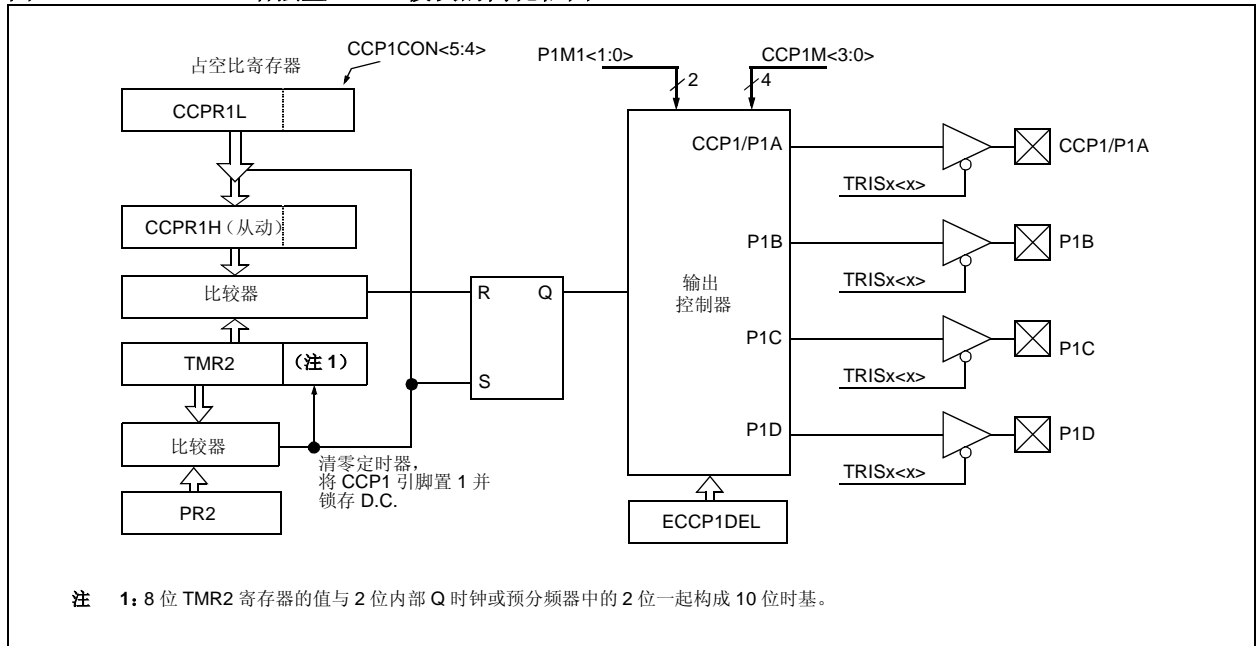 CCP1CON<5:4>
占空比寄存器
CCPR1L
CCPR1H（从动）
比较器
TMR2
（注 1）
比较器
PR2
清零定时器，
将 CCP1 引脚置 1 并
锁存 D.C.
R
Q
S
P1M1<1:0>
2
CCP1M<3:0>
4
输出
控制器
CCP1/P1A
P1B
P1C
P1D
ECCP1DEL
TRISx<x>
CCP1/P1A
TRISx<x>
P1B
TRISx<x>
P1C
TRISx<x>
P1D
注 1: 8 位 TMR2 寄存器的值与 2 位内部 Q 时钟或预分频器中的 2 位一起构成 10 位时基。